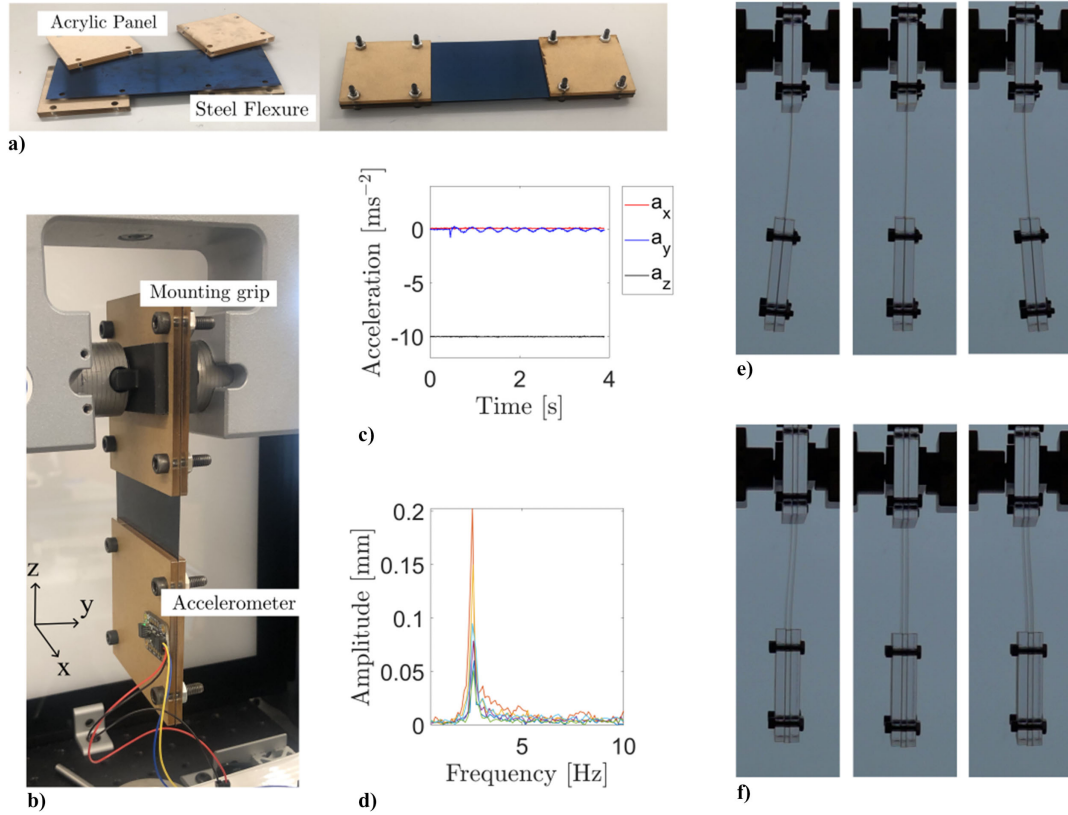 Acrylic Panel
Steel Flexure
a)
Mounting grip
Accelerometer
z
y
x
b)
Acceleration [ms⁻²]
0
-5
-10
0
2
4
Time [s]
a_x
a_y
a_z
c)
Amplitude [mm]
0.2
0.15
0.1
0.05
0
5
10
Frequency [Hz]
d)
e)
f)